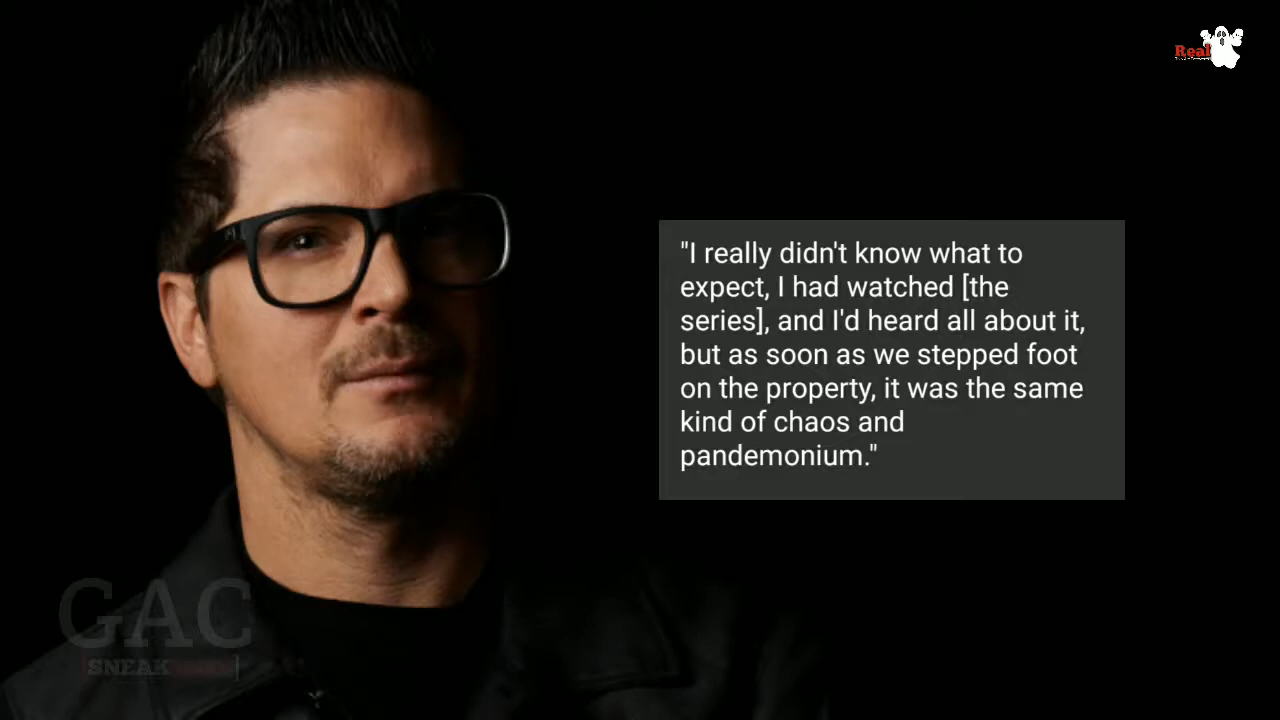 Real
"I really didn't know what to
expect, I had watched [the
series], and I'd heard all about it,
but as soon as we stepped foot
on the property, it was the same
kind of chaos and
pandemonium."
GAC
SNEAK